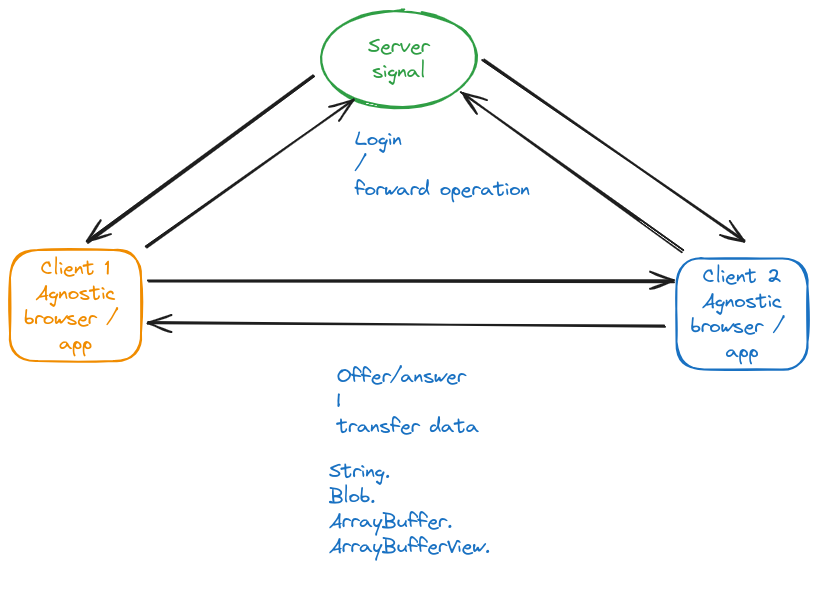 Server
signal
Login
/
forward operation
Client 1
Agnostic
browser /
app
Client 2
Agnostic
browser /
app
Offer/answer
|
transfer data
String.
Blob.
ArrayBuffer.
ArrayBufferView.